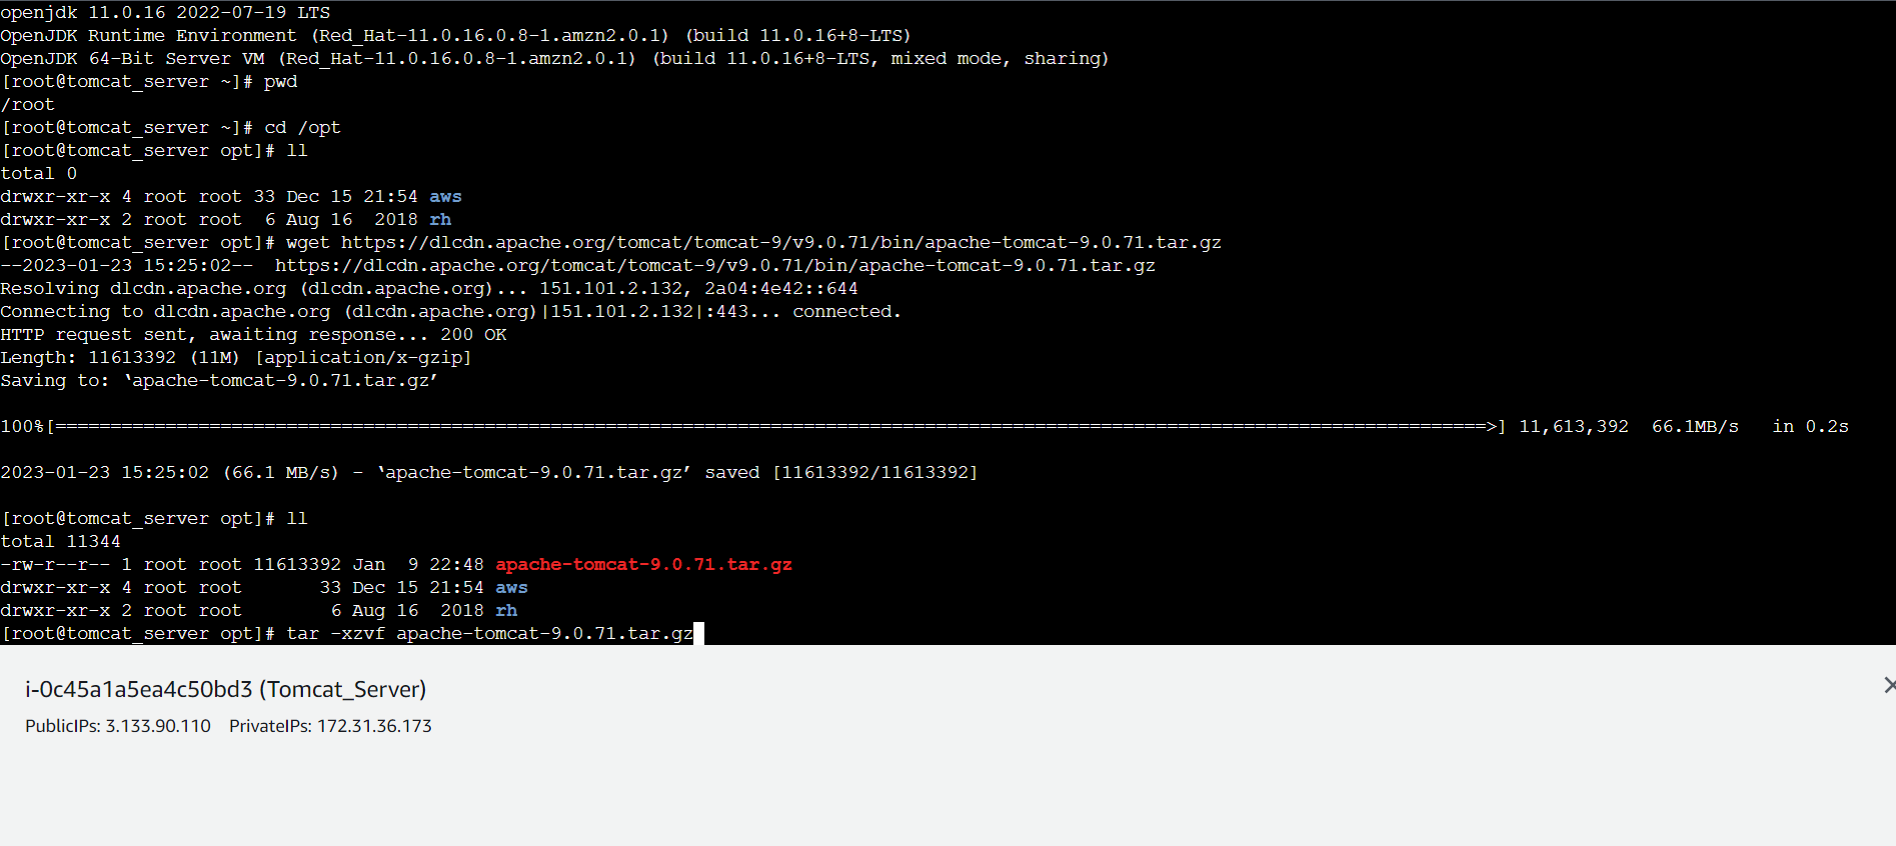 openjdk 11.0.16 2022-07-19 LTS
OpenJDK Runtime Environment (Red_Hat-11.0.16.0.8-1.amzn2.0.1) (build 11.0.16+8-LTS)
OpenJDK 64-Bit Server VM (Red_Hat-11.0.16.0.8-1.amzn2.0.1) (build 11.0.16+8-LTS, mixed mode, sharing)
[root@tomcat_server ~]# pwd
/root
[root@tomcat_server ~]# cd /opt
[root@tomcat_server opt]# ll
total 0
drwxr-xr-x 4 root root 33 Dec 15 21:54 aws
drwxr-xr-x 2 root root  6 Aug 16  2018 rh
[root@tomcat_server opt]# wget https://dlcdn.apache.org/tomcat/tomcat-9/v9.0.71/bin/apache-tomcat-9.0.71.tar.gz
--2023-01-23 15:25:02--  https://dlcdn.apache.org/tomcat/tomcat-9/v9.0.71/bin/apache-tomcat-9.0.71.tar.gz
Resolving dlcdn.apache.org (dlcdn.apache.org)... 151.101.2.132, 2a04:4e42::644
Connecting to dlcdn.apache.org (dlcdn.apache.org)|151.101.2.132|:443... connected.
HTTP request sent, awaiting response... 200 OK
Length: 11613392 (11M) [application/x-gzip]
Saving to: ‘apache-tomcat-9.0.71.tar.gz’
100%[==================================================================================================================================>] 11,613,392  66.1MB/s   in 0.2s
2023-01-23 15:25:02 (66.1 MB/s) - ‘apache-tomcat-9.0.71.tar.gz’ saved [11613392/11613392]
[root@tomcat_server opt]# ll
total 11344
-rw-r--r-- 1 root root 11613392 Jan  9 22:48 apache-tomcat-9.0.71.tar.gz
drwxr-xr-x 4 root root       33 Dec 15 21:54 aws
drwxr-xr-x 2 root root        6 Aug 16  2018 rh
[root@tomcat_server opt]# tar -xzvf apache-tomcat-9.0.71.tar.gz
i-0c45a1a5ea4c50bd3 (Tomcat_Server)
PublicIPs: 3.133.90.110 PrivateIPs: 172.31.36.173